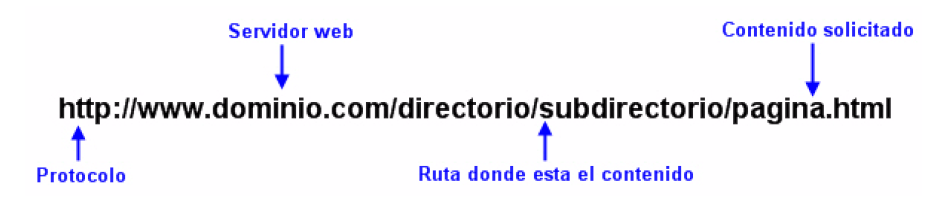 Servidor web
Contenido solicitado
http://www.dominio.com/directorio/subdirectorio/pagina.html
Protocolo
Ruta donde esta el contenido